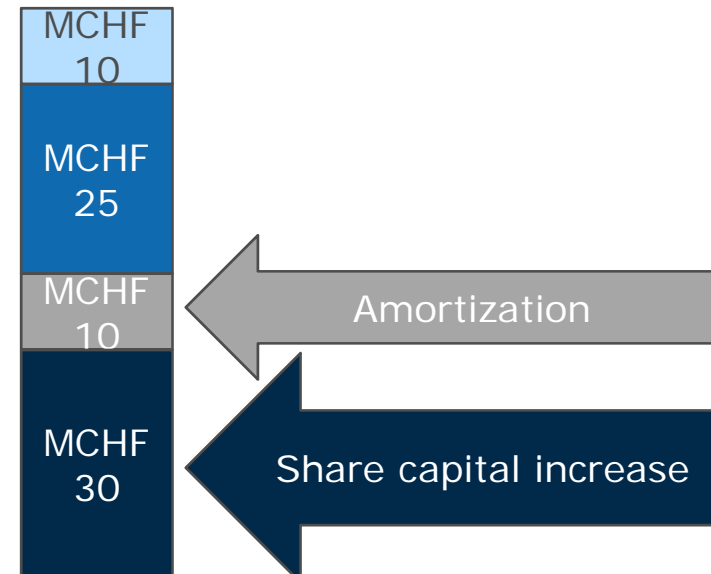 MCHF
10
MCHF
25
MCHF
10
Amortization
MCHF
30
Share capital increase